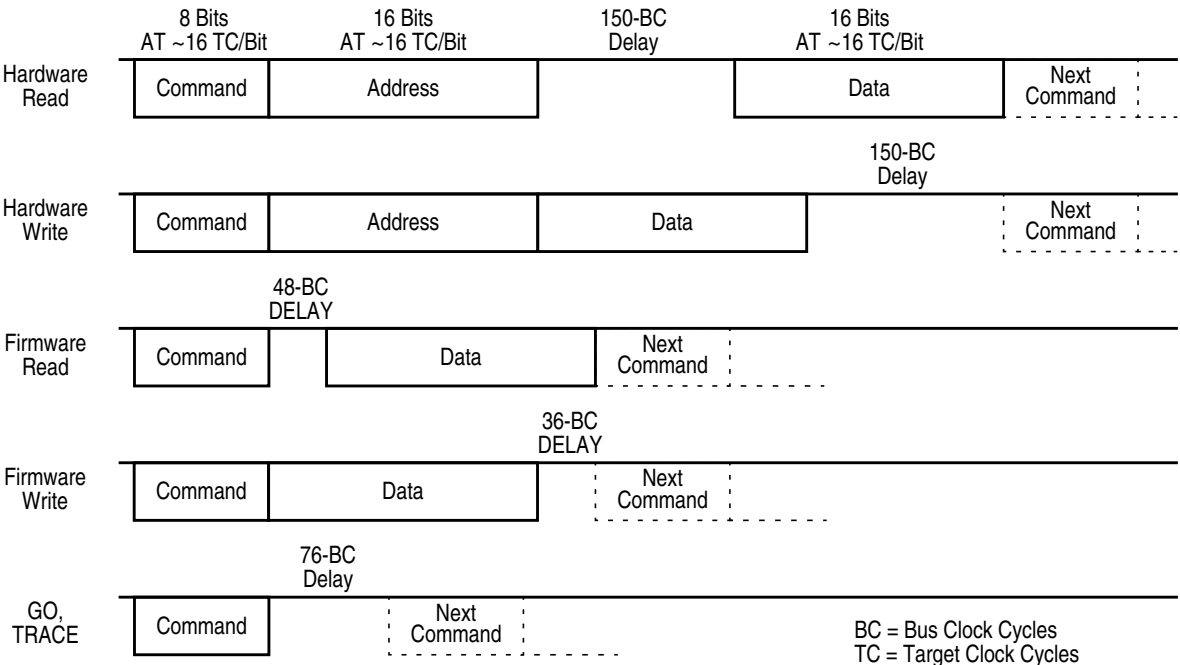 8 Bits
AT ~16 TC/Bit
16 Bits
AT ~16 TC/Bit
150-BC
Delay
16 Bits
AT ~16 TC/Bit
Hardware
Read
Command
Address
Data
Next
Command
150-BC
Delay
Hardware
Write
Command
Address
Data
Next
Command
48-BC
DELAY
Firmware
Read
Command
Data
Next
Command
36-BC
DELAY
Firmware
Write
Command
Data
Next
Command
76-BC
Delay
GO,
TRACE
Command
Next
Command
BC = Bus Clock Cycles
TC = Target Clock Cycles